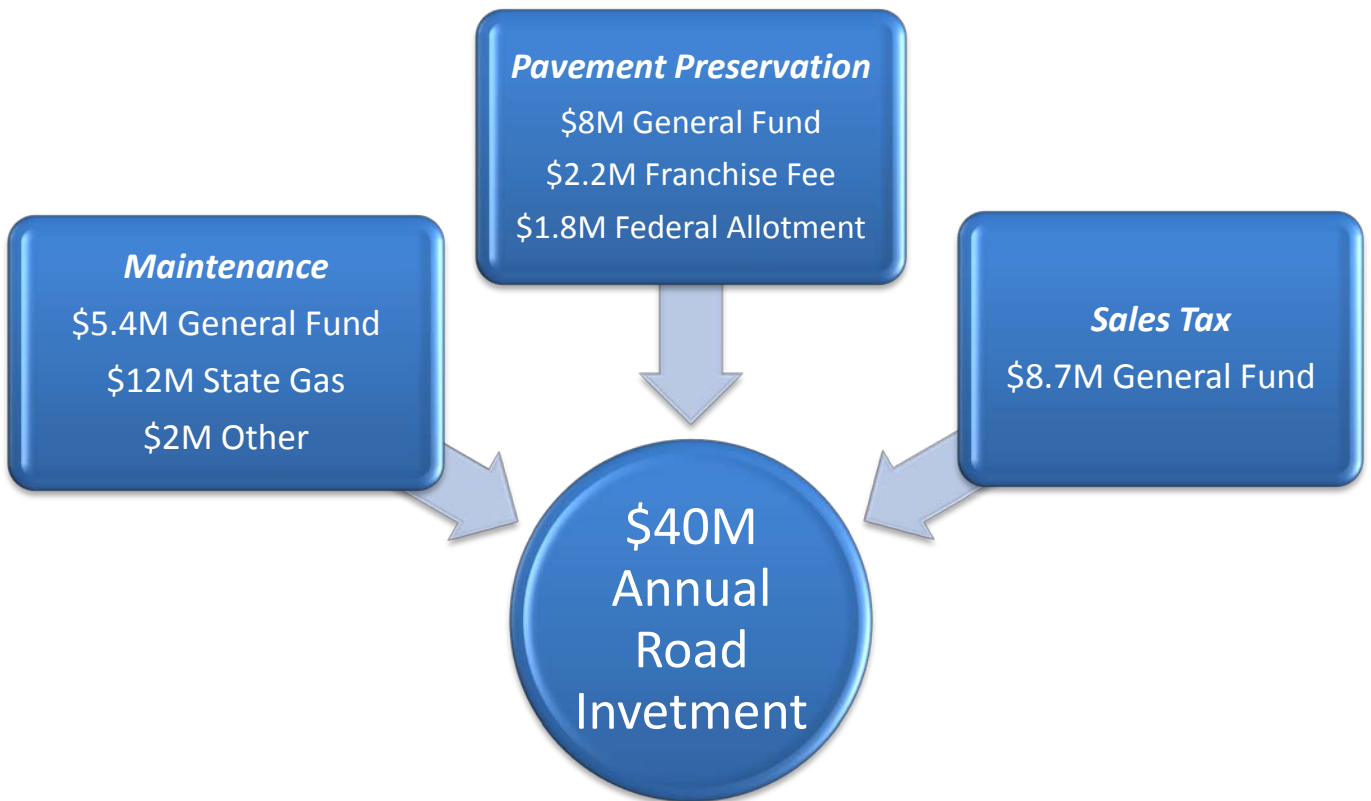 Pavement Preservation
$8M General Fund
$2.2M Franchise Fee
$1.8M Federal Allotment
Maintenance
$5.4M General Fund
$12M State Gas
$2M Other
Sales Tax
$8.7M General Fund
$40M
Annual
Road
Invetment